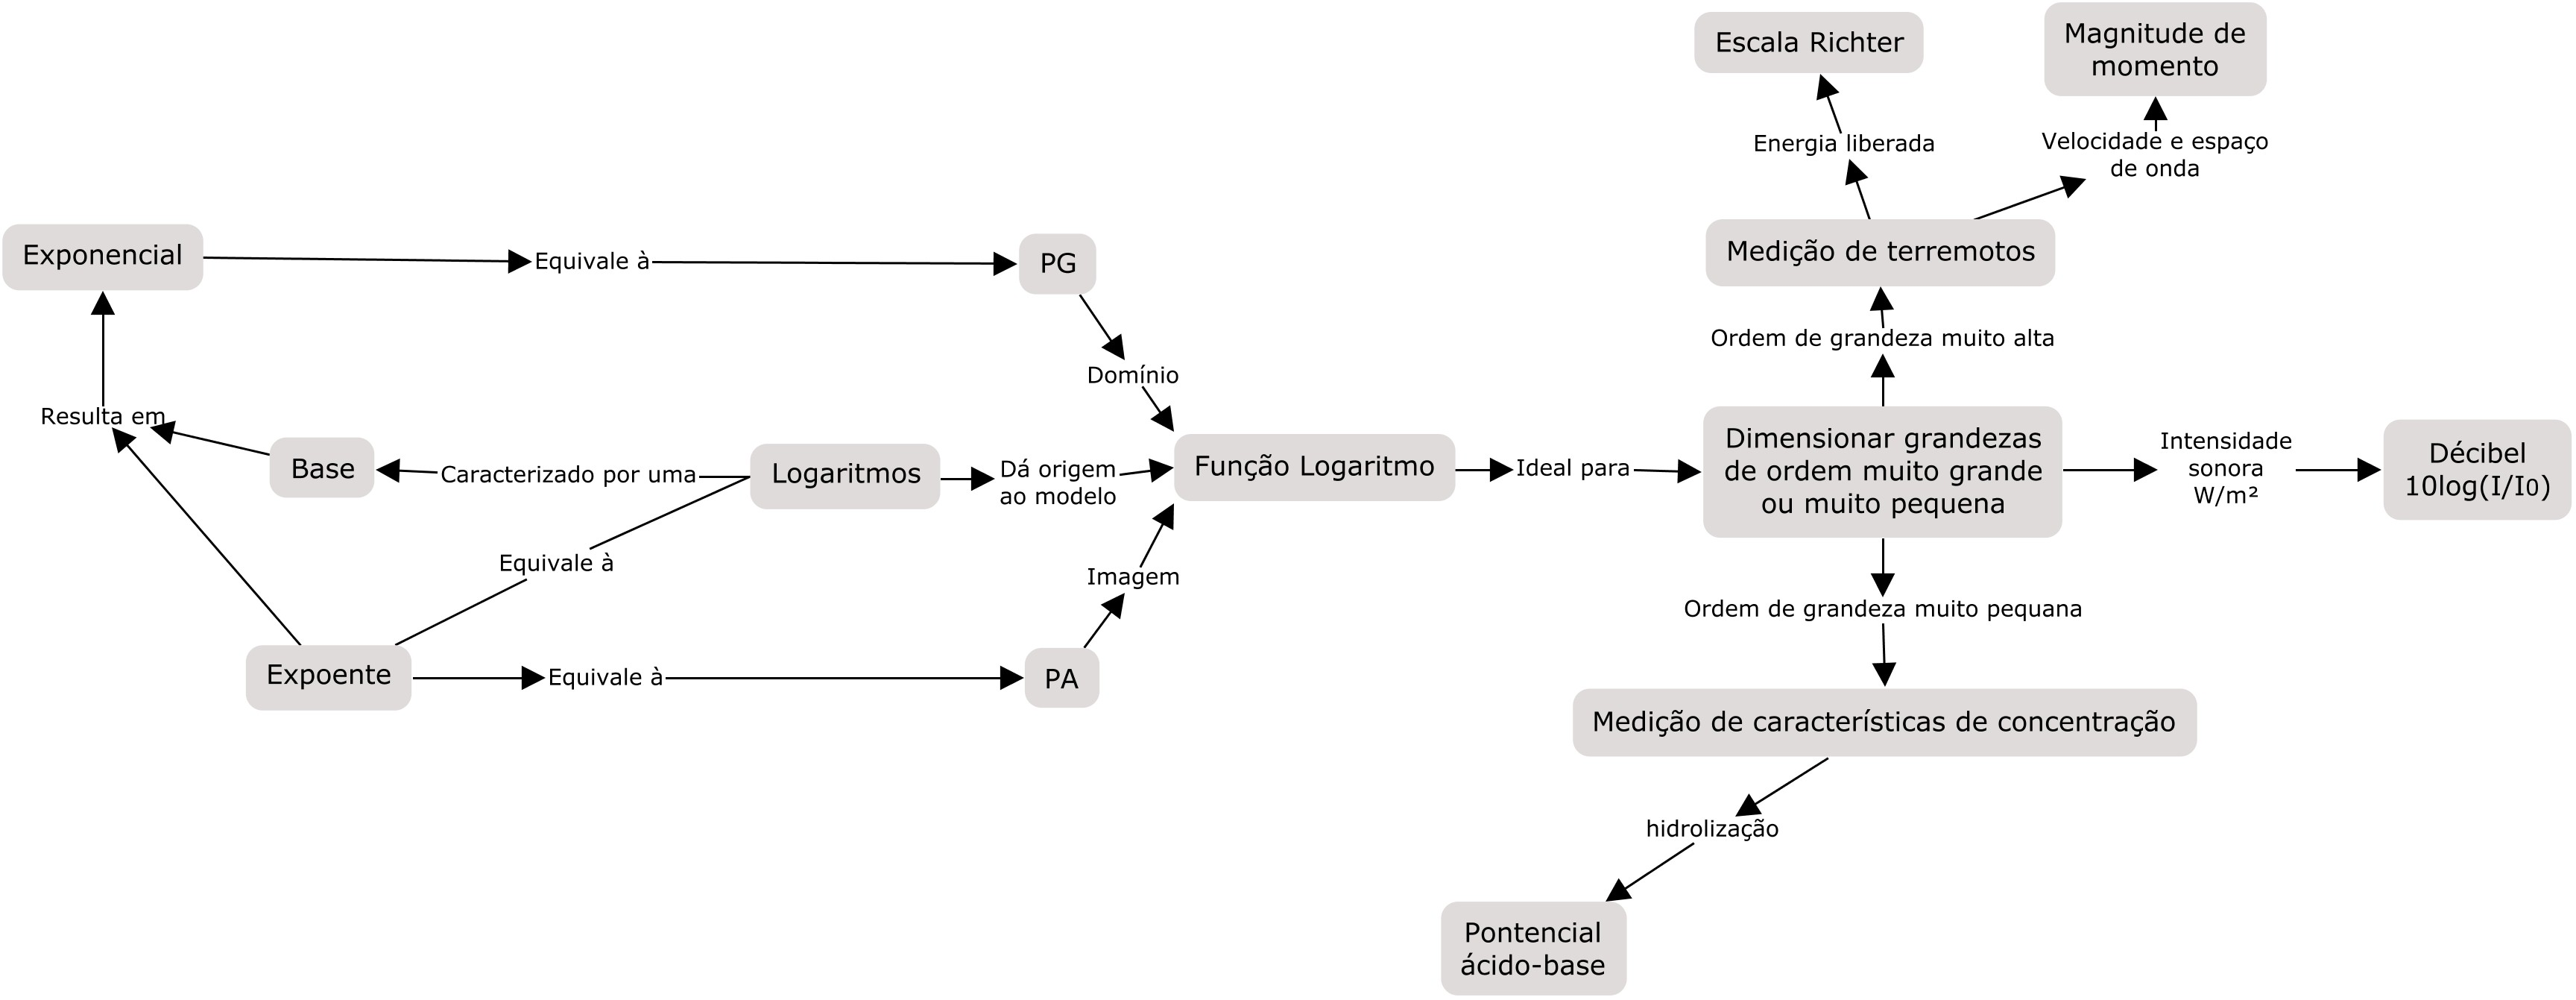 Escala Richter
Magnitude de
momento
Energia liberada
Velocidade e espaço
de onda
Exponencial
Equivale à
PG
Medição de terremotos
Ordem de grandeza muito alta
Domínio
Resulta em
Base
Caracterizado por uma
Logaritmos
Dá origem
ao modelo
Função Logaritmo
Ideal para
Dimensionar grandezas
de ordem muito grande
ou muito pequena
Intensidade
sonora
W/m²
Décibel
10log(I/I0)
Equivale à
Imagem
Ordem de grandeza muito pequana
Expoente
Equivale à
PA
Medição de características de concentração
hidrolização
Pontencial
ácido-base